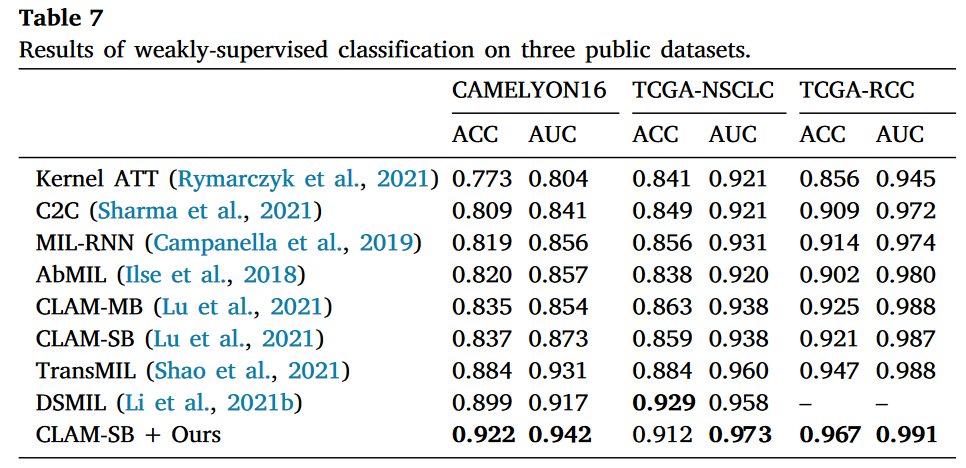 Table 7
Results of weakly-supervised classification on three public datasets.
CAMELYON16 TCGA-NSCLC TCGA-RCC
ACC AUC ACC AUC ACC AUC
Kernel ATT (Rymarczyk et al., 2021) 0.773 0.804 0.841 0.921 0.856 0.945
C2C (Sharma et al., 2021) 0.809 0.841 0.849 0.921 0.909 0.972
MIL-RNN (Campanella et al., 2019) 0.819 0.856 0.856 0.931 0.914 0.974
AbMIL (Ilse et al., 2018) 0.820 0.857 0.838 0.920 0.902 0.980
CLAM-MB (Lu et al., 2021) 0.835 0.854 0.863 0.938 0.925 0.988
CLAM-SB (Lu et al., 2021) 0.837 0.873 0.859 0.938 0.921 0.987
TransMIL (Shao et al., 2021) 0.884 0.931 0.884 0.960 0.947 0.988
DSMIL (Li et al., 2021b) 0.899 0.917 0.929 0.958 – –
CLAM-SB + Ours 0.922 0.942 0.912 0.973 0.967 0.991